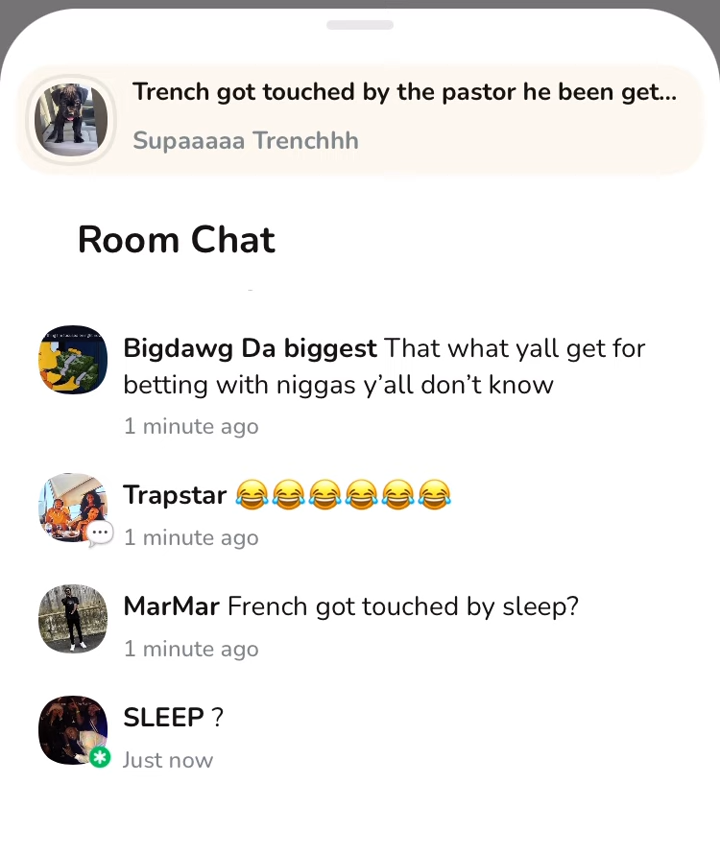 Trench got touched by the pastor he been get...
Supaaaaa Trenchhh
Room Chat
Bigdawg Da biggest That what yall get for
betting with niggas y’all don’t know
1 minute ago
Trapstar 😂😂😂😂😂😂
1 minute ago
MarMar French got touched by sleep?
1 minute ago
SLEEP ?
Just now